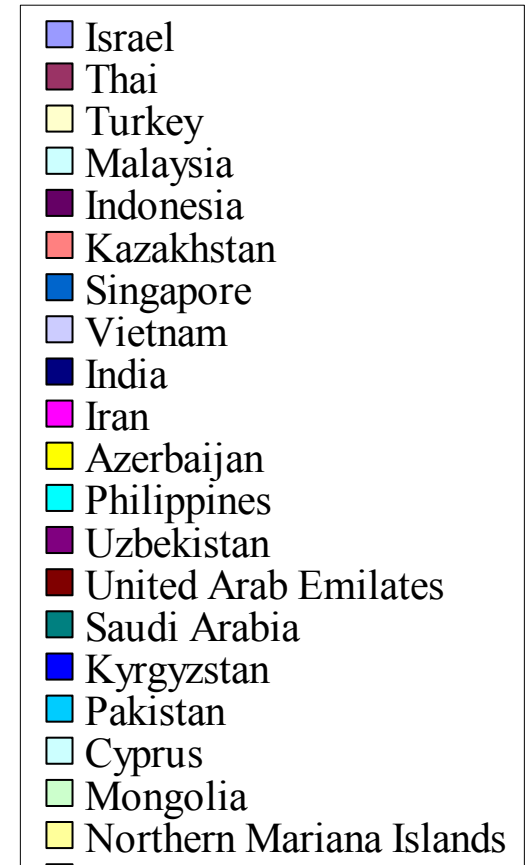 Israel
Thai
Turkey
Malaysia
Indonesia
Kazakhstan
Singapore
Vietnam
India
Iran
Azerbaijan
Philippines
Uzbekistan
United Arab Emilates
Saudi Arabia
Kyrgyzstan
Pakistan
Cyprus
Mongolia
Northern Mariana Islands